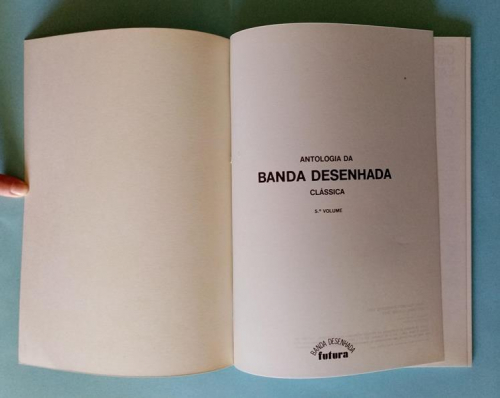 ANTOLOGIA DA
BANDA DESENHADA
CLÁSSICA
5.º VOLUME
BANDA DESENHADA
futura